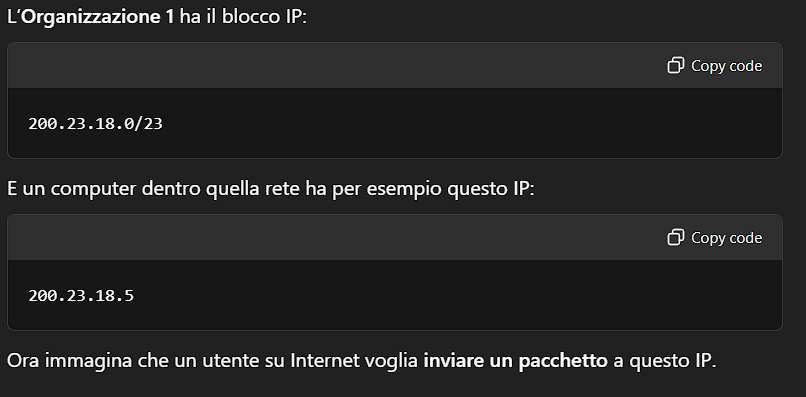 L'Organizzazione 1 ha il blocco IP:
Copy code
200.23.18.0/23
E un computer dentro quella rete ha per esempio questo IP:
Copy code
200.23.18.5
Ora immagina che un utente su Internet voglia inviare un pacchetto a questo IP.